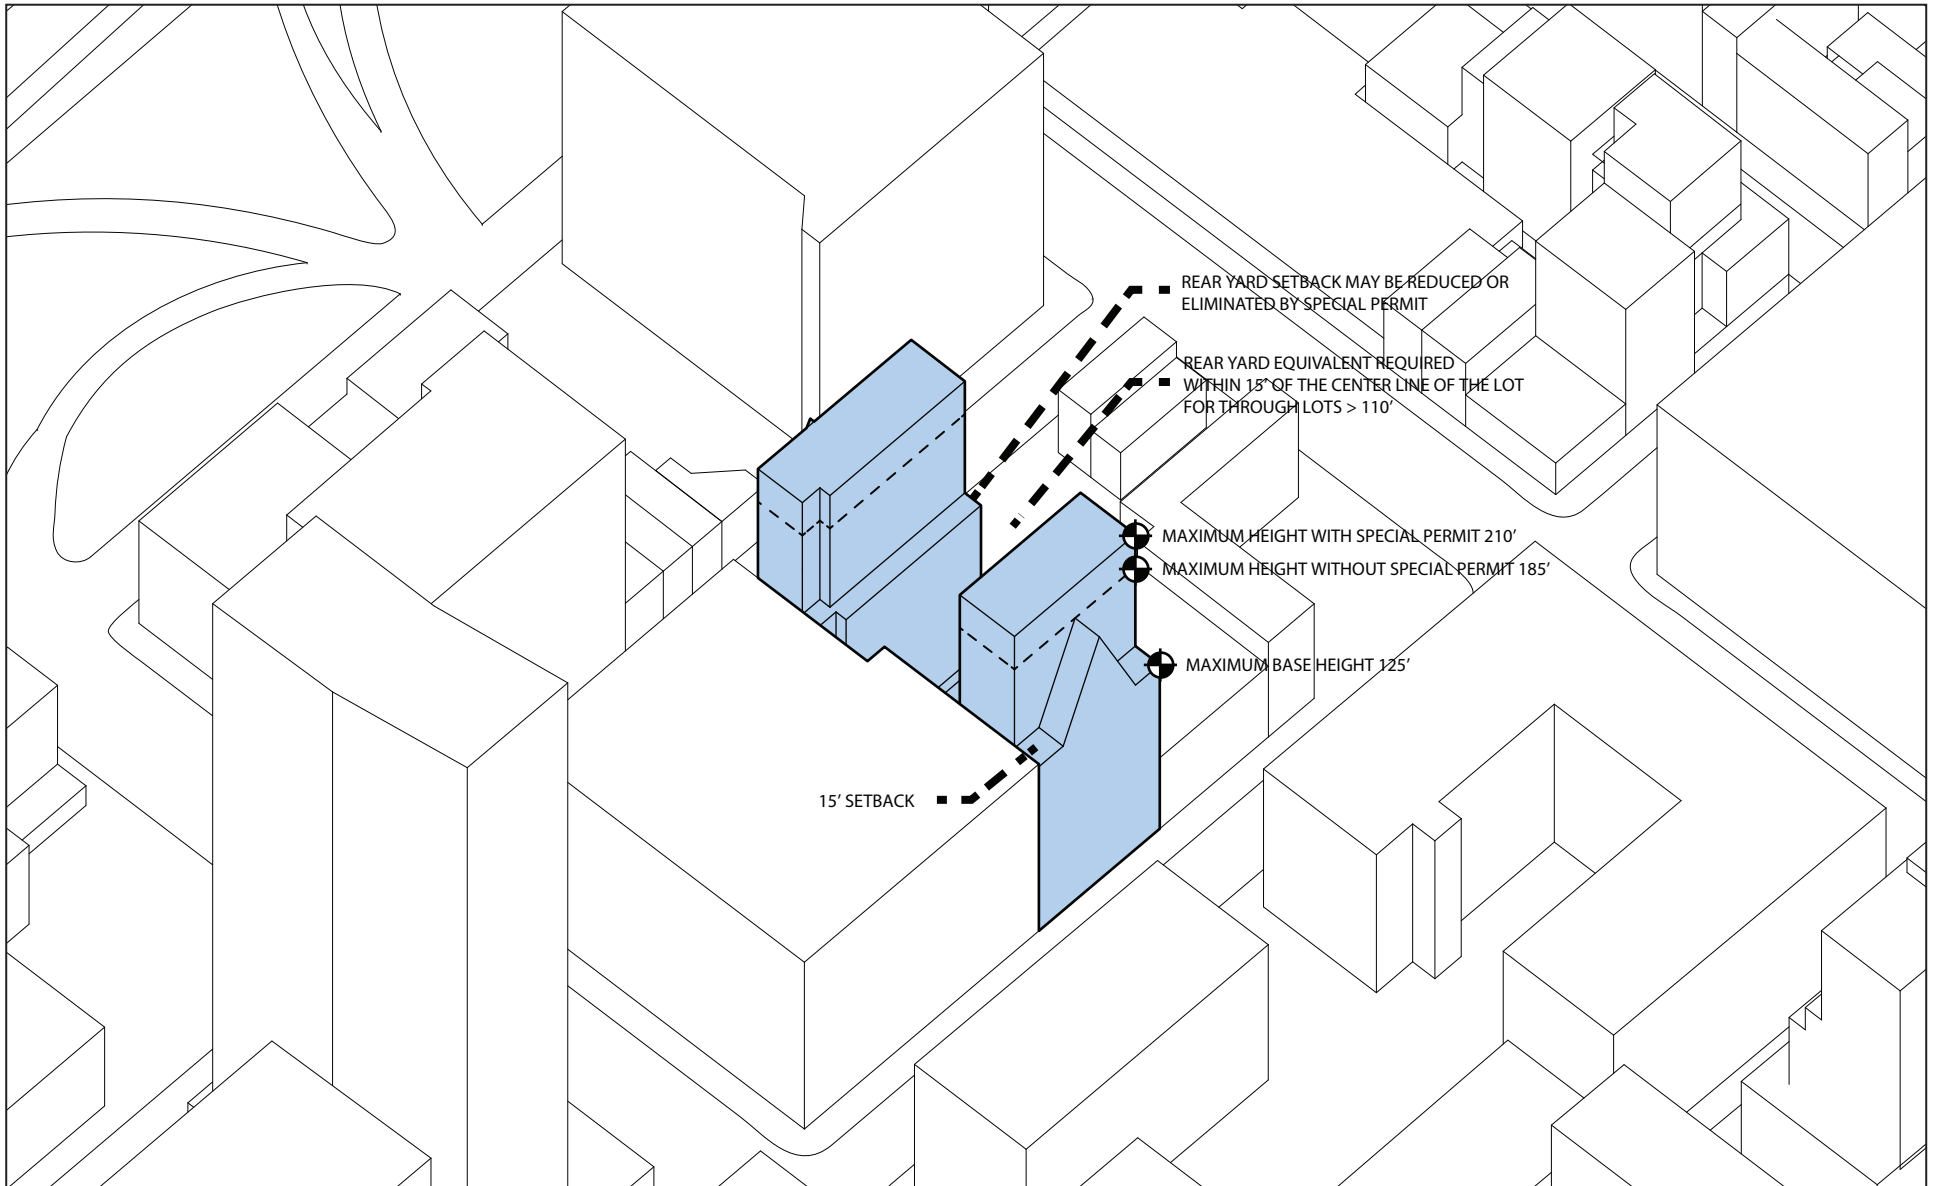 REAR YARD SETBACK MAY BE REDUCED OR
ELIMINATED BY SPECIAL PERMIT
REAR YARD EQUIVALENT REQUIRED
WITHIN 15’ OF THE CENTER LINE OF THE LOT
FOR THROUGH LOTS > 110’
MAXIMUM HEIGHT WITH SPECIAL PERMIT 210’
MAXIMUM HEIGHT WITHOUT SPECIAL PERMIT 185’
MAXIMUM BASE HEIGHT 125’
15’ SETBACK